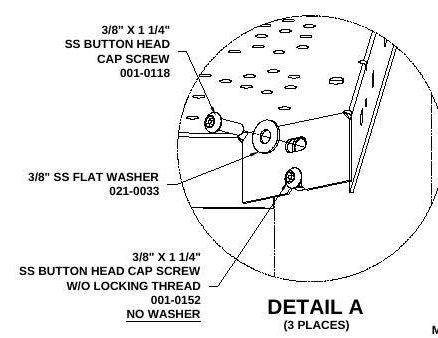 3/8" X 1 1/4"
SS BUTTON HEAD
CAP SCREW
001-0118
3/8" SS FLAT WASHER
021-0033
3/8" X 1 1/4"
SS BUTTON HEAD CAP SCREW
W/O LOCKING THREAD
001-0152
NO WASHER
DETAIL A
(3 PLACES)
M